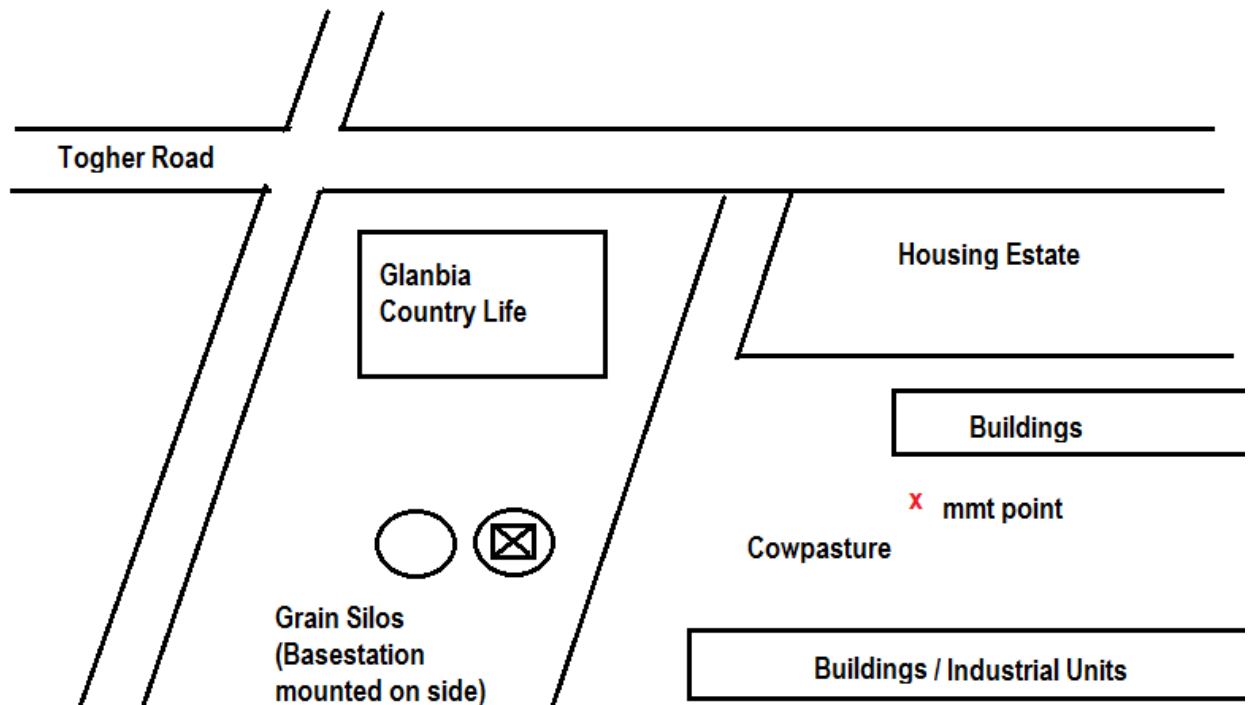 Togher Road
Glanbia
Country Life
Housing Estate
Buildings
x mmt point
Cowpasture
Grain Silos
(Basestation
mounted on side)
Buildings / Industrial Units